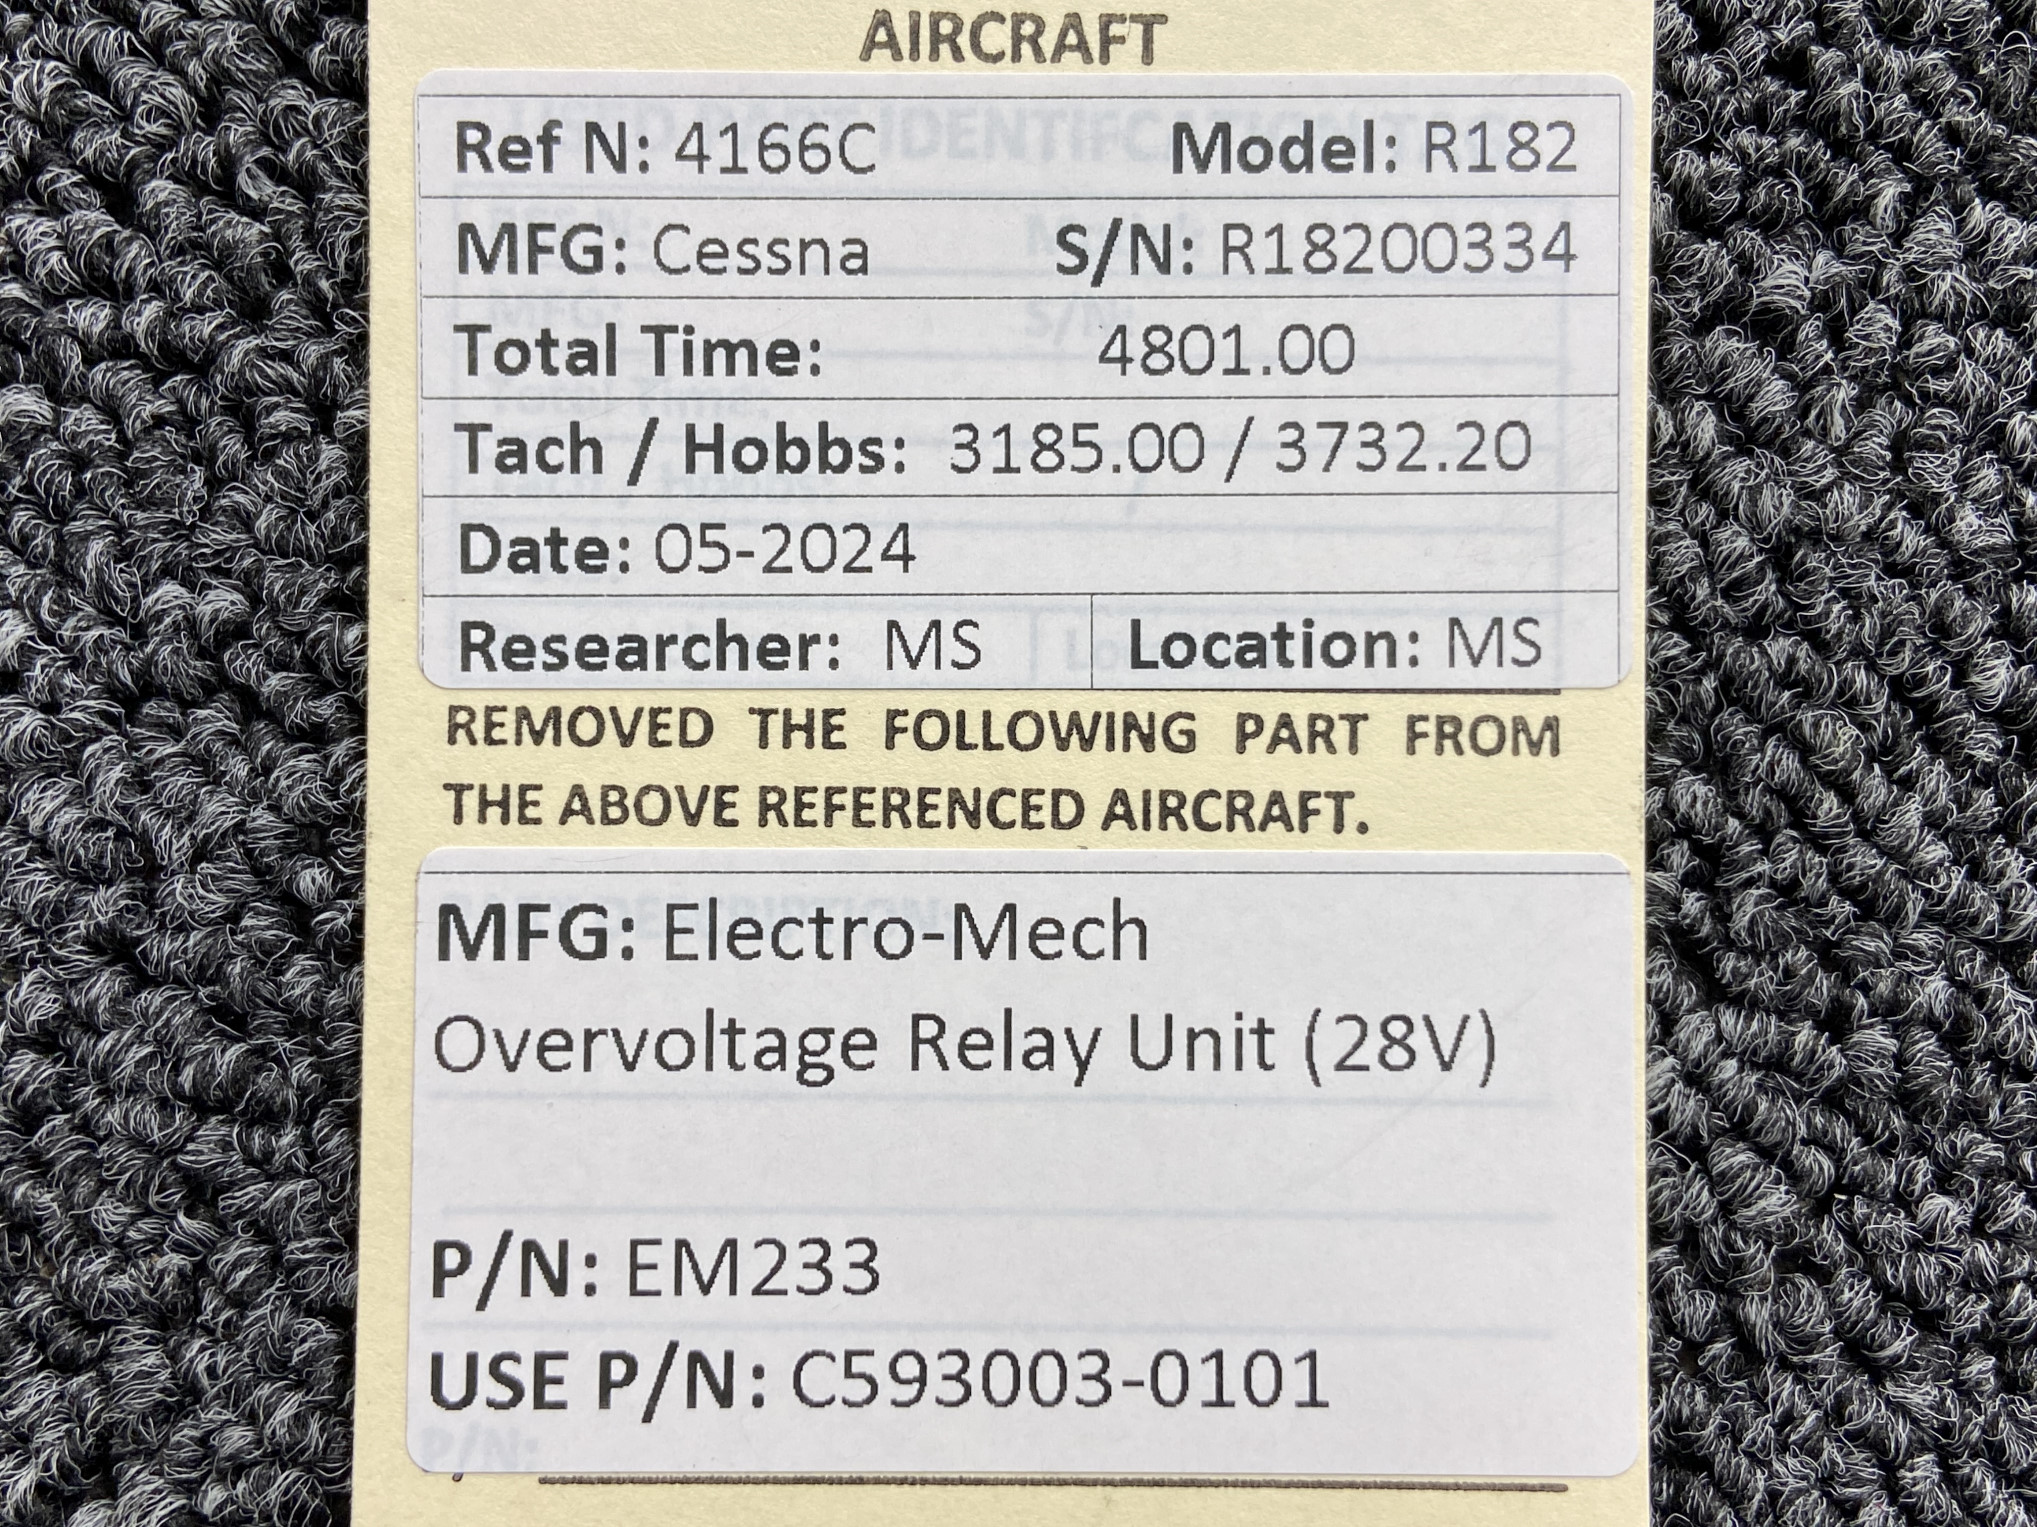 AIRCRAFT
Ref N: 4166C Model: R182
MFG: Cessna S/N: R18200334
Total Time: 4801.00
Tach / Hobbs: 3185.00 / 3732.20
Date: 05-2024
Researcher: MS Location: MS
REMOVED THE FOLLOWING PART FROM
THE ABOVE REFERENCED AIRCRAFT.
MFG: Electro-Mech
Overvoltage Relay Unit (28V)
P/N: EM233
USE P/N: C593003-0101
P/N: